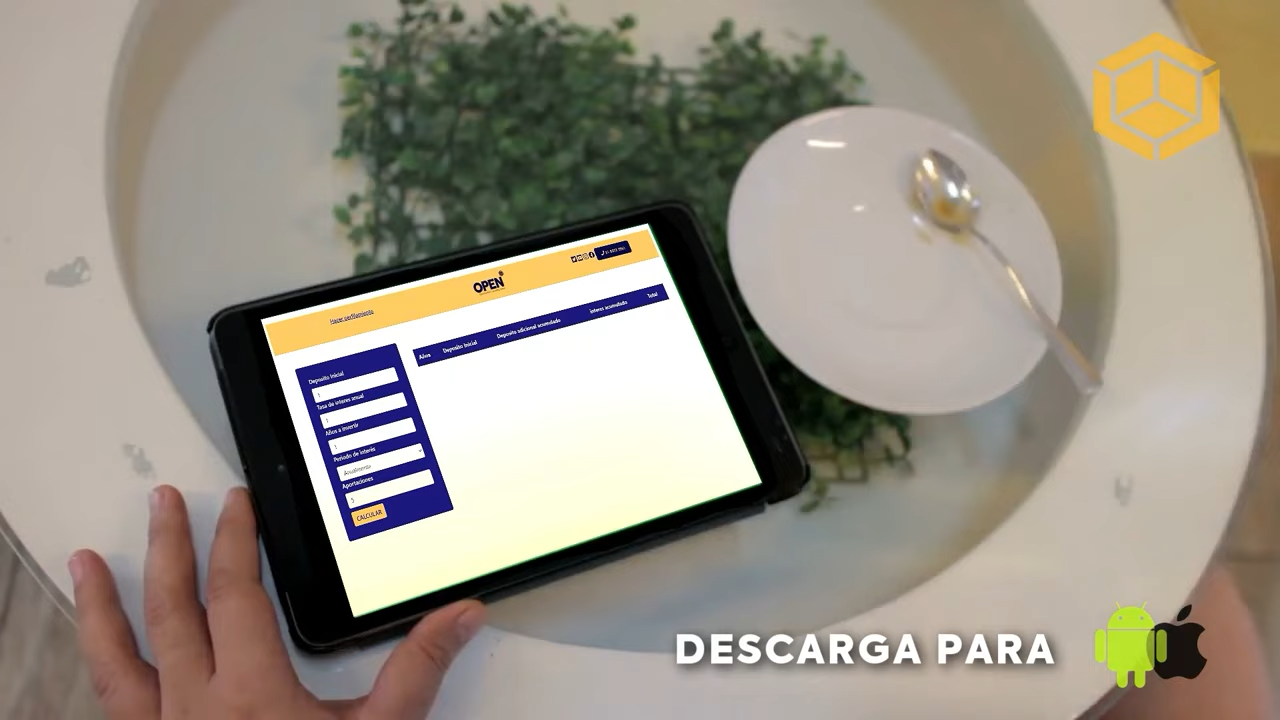 OPEN
Hacer perfilamiento
Años Deposito Inicial Deposito adicional acumulado Interes acumulado Total
Deposito Inicial
Tasa de interes anual
Años a Invertir
Periodo de interés
Anualmente
Aportaciones
CALCULAR
DESCARGA PARA